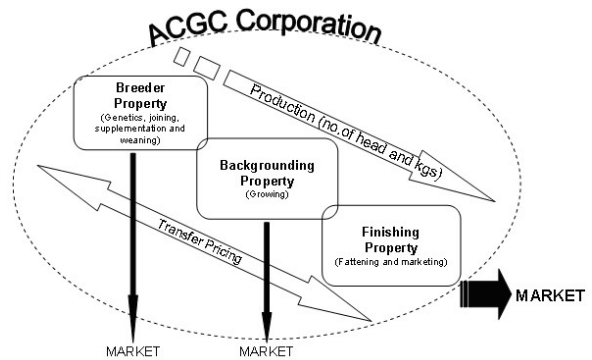 ACGC Corporation
Production (no.of head and kgs)
Breeder
Property
(Genetics, joining,
supplementation and
weaning)
Backgrounding
Property
(Growing)
Finishing
Property
(Fattening and marketing)
Transfer Pricing
MARKET
MARKET
MARKET